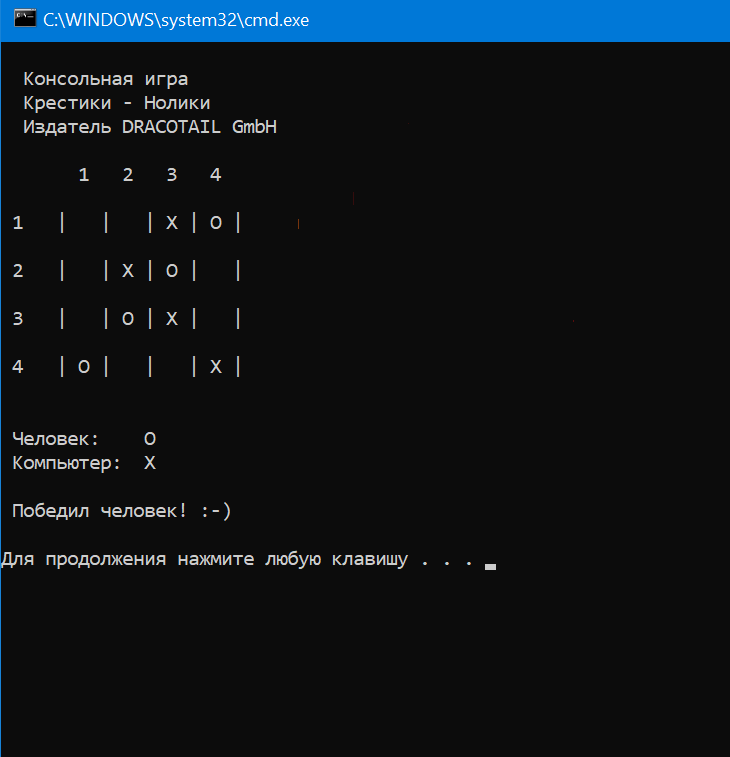 C:\WINDOWS\system32\cmd.exe
Консольная игра
Крестики - Нолики
Издатель DRACOTAIL GmbH
1 2 3 4
1 | | | X | O |
2 | | X | O | |
3 | | O | X | |
4 | O | | | X |
Человек: O
Компьютер: X
Победил человек! :-)
Для продолжения нажмите любую клавишу . . .